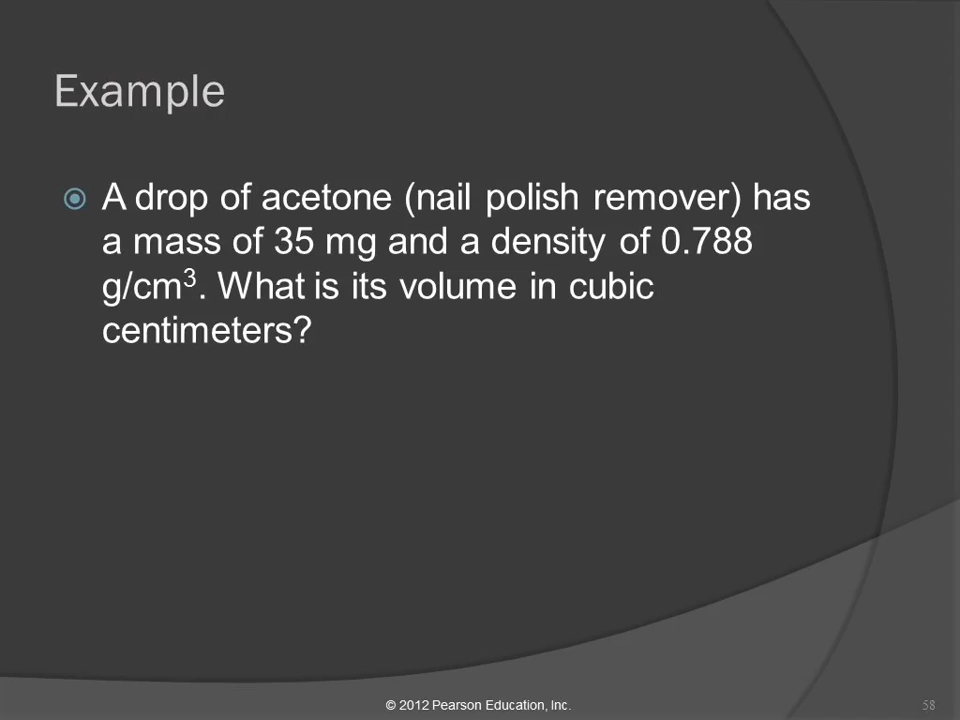 Example
A drop of acetone (nail polish remover) has
a mass of 35 mg and a density of 0.788
g/cm³. What is its volume in cubic
centimeters?
© 2012 Pearson Education, Inc.
58